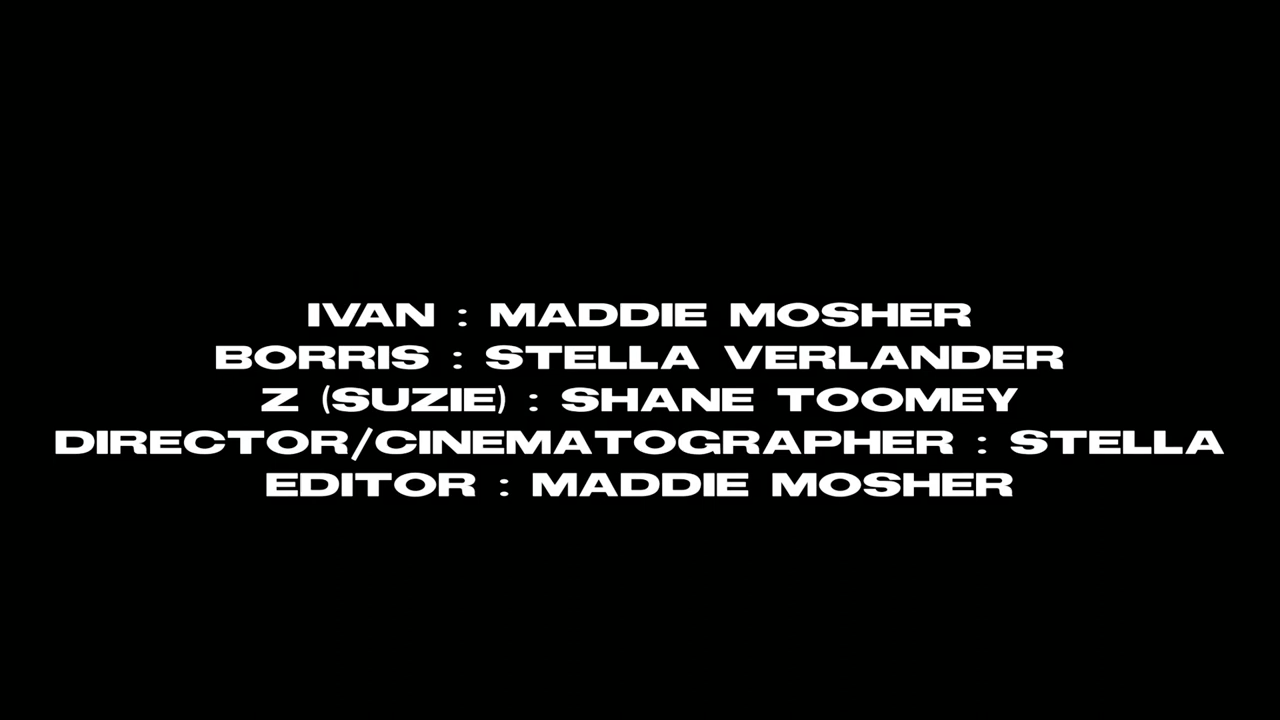 IVAN : MADDIE MOSHER
BORRIS : STELLA VERLANDER
Z (SUZIE) : SHANE TOOMEY
DIRECTOR/CINEMATOGRAPHER : STELLA
EDITOR : MADDIE MOSHER